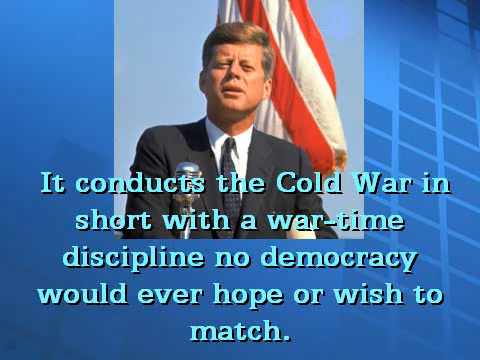 It conducts the Cold War in
short with a war-time
discipline no democracy
would ever hope or wish to
match.